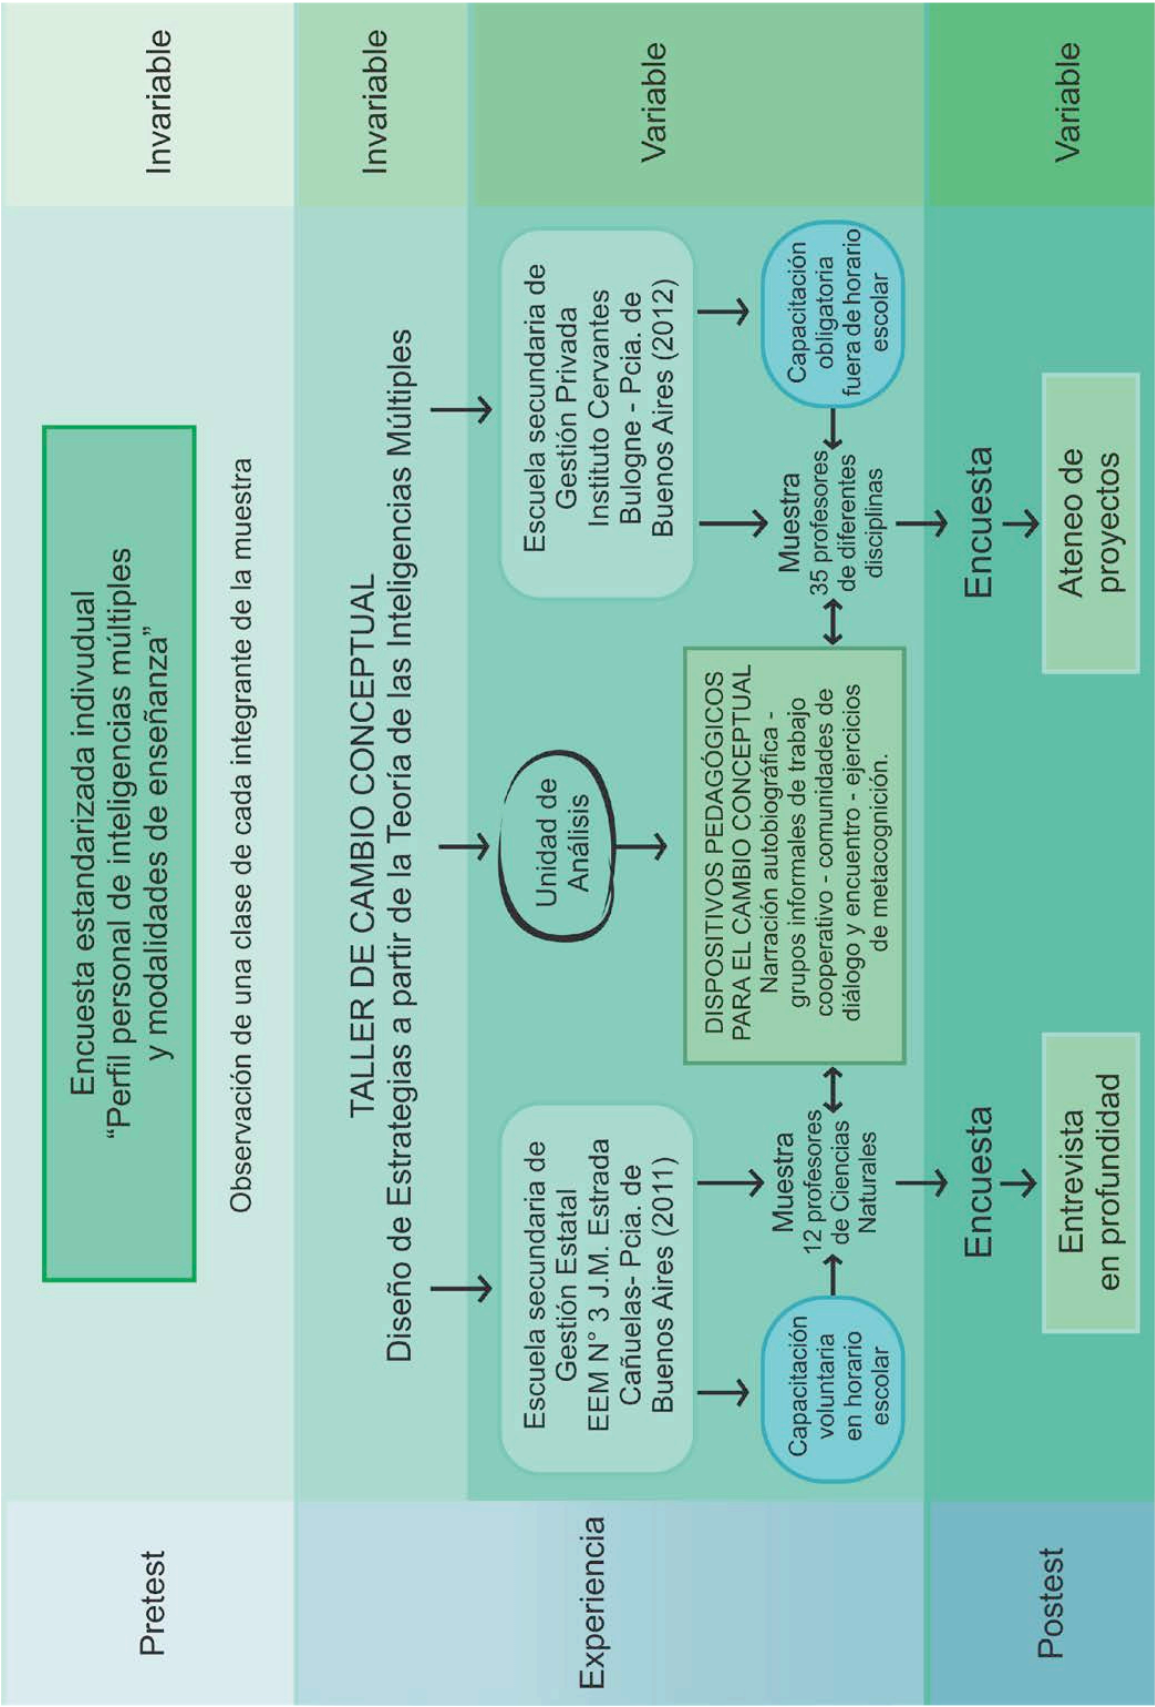 Pretest
Encuesta estandarizada indivudual
“Perfil personal de inteligencias múltiples
y modalidades de enseñanza”
Observación de una clase de cada integrante de la muestra
Invariable
Experiencia
TALLER DE CAMBIO CONCEPTUAL
Diseño de Estrategias a partir de la Teoría de las Inteligencias Múltiples
Invariable
Escuela secundaria de
Gestión Estatal
EEM N° 3 J.M. Estrada
Cañuelas- Pcia. de
Buenos Aires (2011)
Unidad de
Análisis
Escuela secundaria de
Gestión Privada
Instituto Cervantes
Bulogne - Pcia. de
Buenos Aires (2012)
Variable
Capacitación
voluntaria
en horario
escolar
Muestra
12 profesores
de Ciencias
Naturales
DISPOSITIVOS PEDAGÓGICOS
PARA EL CAMBIO CONCEPTUAL
Narración autobiográfica -
grupos informales de trabajo
cooperativo - comunidades de
diálogo y encuentro - ejercicios
de metacognición.
Muestra
35 profesores
de diferentes
disciplinas
Capacitación
obligatoria
fuera de horario
escolar
Postest
Encuesta
Entrevista
en profundidad
Encuesta
Ateneo de
proyectos
Variable